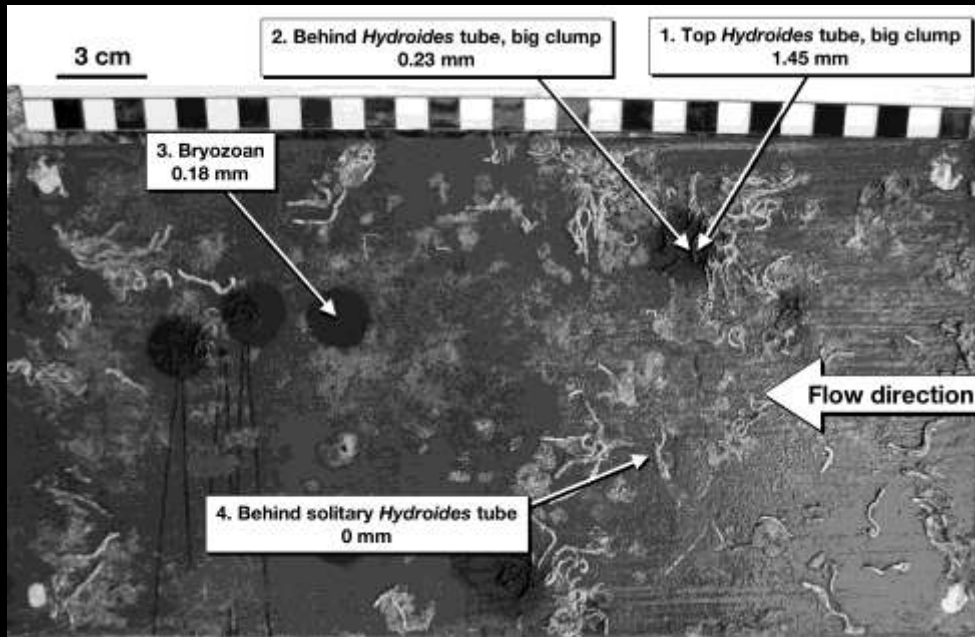 3 cm
2. Behind Hydroides tube, big clump
0.23 mm
1. Top Hydroides tube, big clump
1.45 mm
3. Bryozoan
0.18 mm
Flow direction
4. Behind solitary Hydroides tube
0 mm